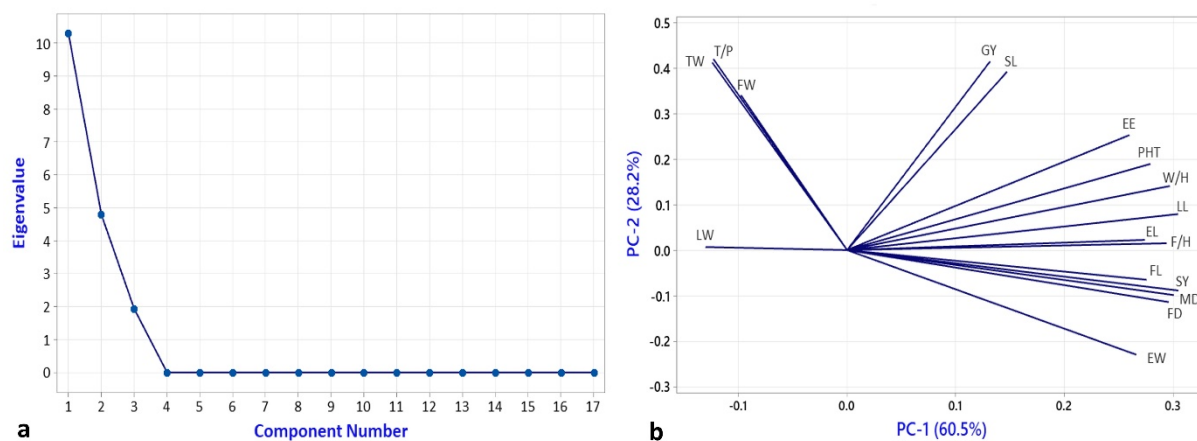 Eigenvalue
10
9
8
7
6
5
4
3
2
1
0
1 2 3 4 5 6 7 8 9 10 11 12 13 14 15 16 17
Component Number
a
PC-2 (28.2%)
0.5
0.4
0.3
0.2
0.1
0.0
-0.1
-0.2
-0.3
T/P
TW
FW
GY
SL
EE
PHT
W/H
LL
EL
F/H
LW
FL
SY
MD
FD
EW
-0.1 0.0 0.1 0.2 0.3
PC-1 (60.5%)
b